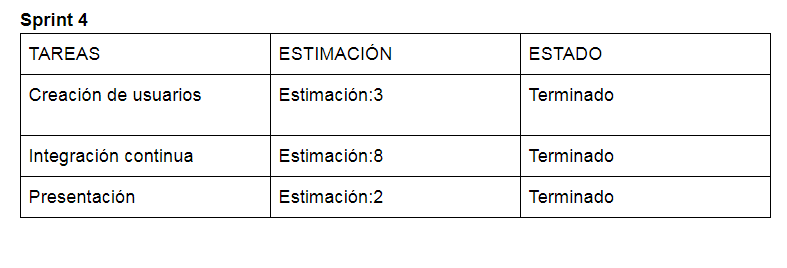 Sprint 4
TAREAS ESTIMACIÓN ESTADO
Creación de usuarios Estimación:3 Terminado
Integración continua Estimación:8 Terminado
Presentación Estimación:2 Terminado